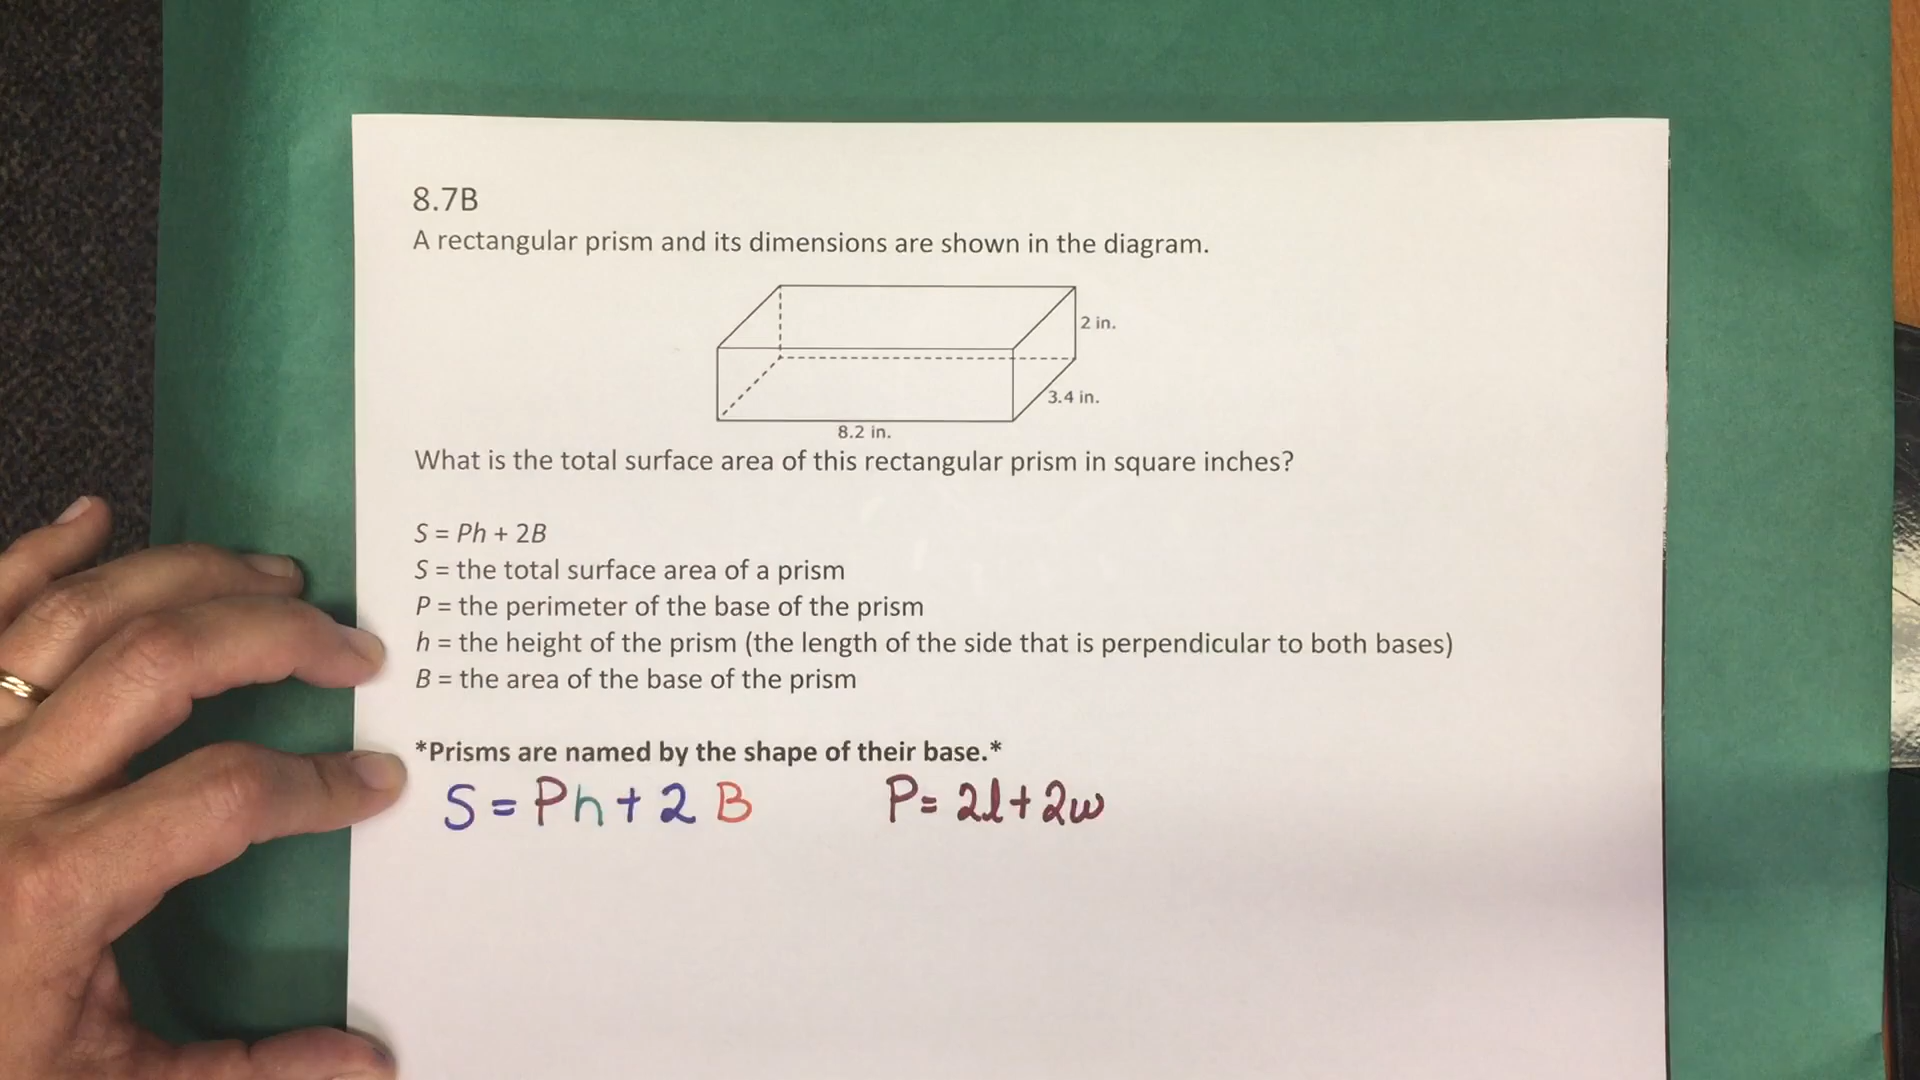 8.7B
A rectangular prism and its dimensions are shown in the diagram.
2 in.
3.4 in.
8.2 in.
What is the total surface area of this rectangular prism in square inches?
S = Ph + 2B
S = the total surface area of a prism
P = the perimeter of the base of the prism
h = the height of the prism (the length of the side that is perpendicular to both bases)
B = the area of the base of the prism
*Prisms are named by the shape of their base.*
S = Ph + 2 B
P = 2l + 2w